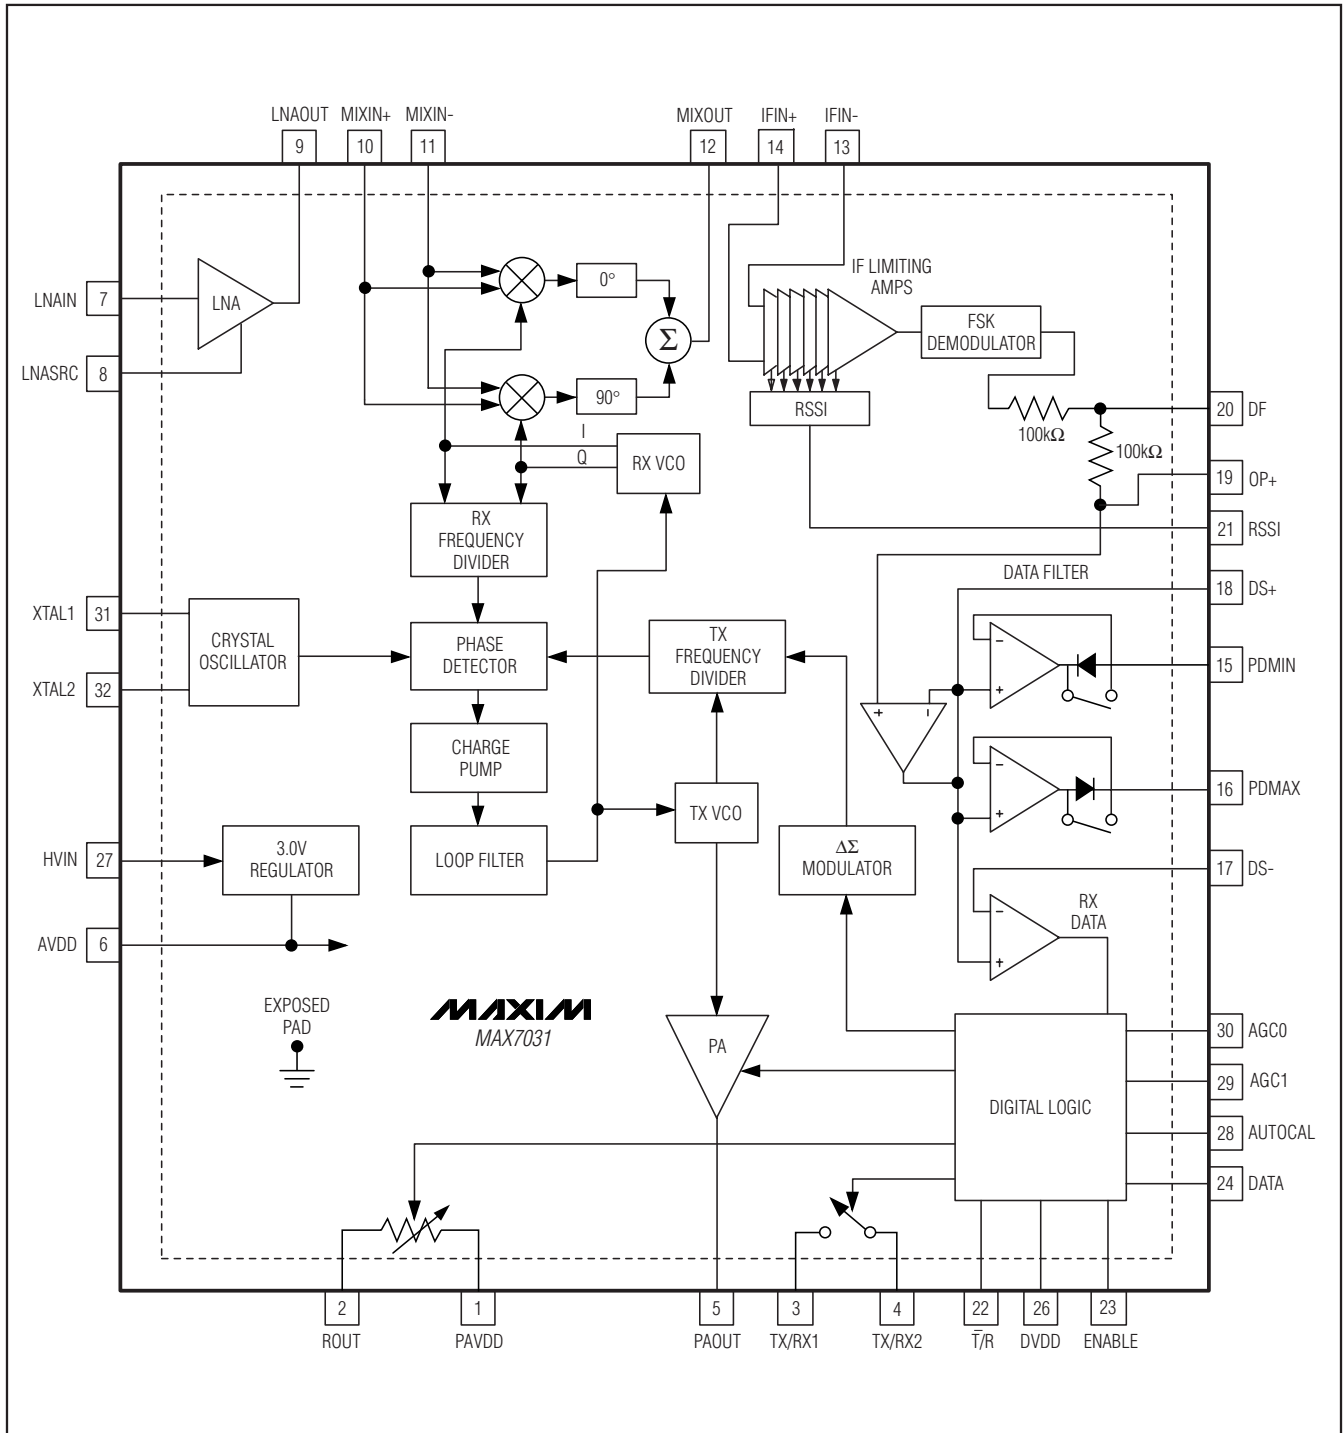 LNAOUT MIXIN+ MIXIN- MIXOUT IFIN+ IFIN-
9 10 11 12 14 13
LNAIN 7
LNA
LNASRC 8
0°
Σ
90°
I
Q
RX VCO
IF LIMITING
AMPS
FSK
DEMODULATOR
RSSI
100kΩ
100kΩ
20 DF
19 OP+
21 RSSI
RX
FREQUENCY
DIVIDER
DATA FILTER
18 DS+
XTAL1 31
XTAL2 32
CRYSTAL
OSCILLATOR
PHASE
DETECTOR
TX
FREQUENCY
DIVIDER
+ -
-
+
15 PDMIN
CHARGE
PUMP
TX VCO
-
+
16 PDMAX
HVIN 27
3.0V
REGULATOR
LOOP FILTER
ΔΣ
MODULATOR
17 DS-
-
+
RX
DATA
AVDD 6
EXPOSED
PAD
MAXIM
MAX7031
PA
DIGITAL LOGIC
30 AGC0
29 AGC1
28 AUTOCAL
24 DATA
2 1 5 3 4 22 26 23
ROUT PAVDD PAOUT TX/RX1 TX/RX2 T̅/R DVDD ENABLE